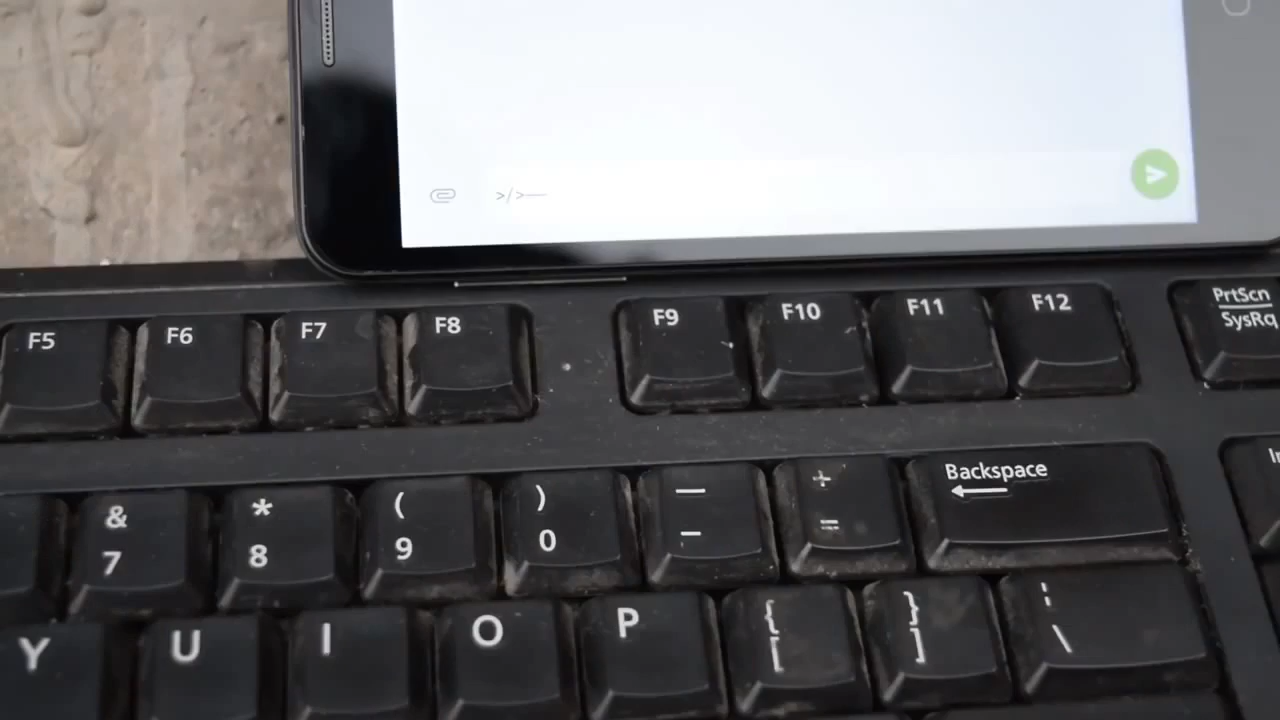 >/>—
F5 F6 F7 F8 F9 F10 F11 F12 PrtScn
SysRq
& * ( ) — + Backspace
7 8 9 0 - =
Y U I O P { } ¦
[ ] \